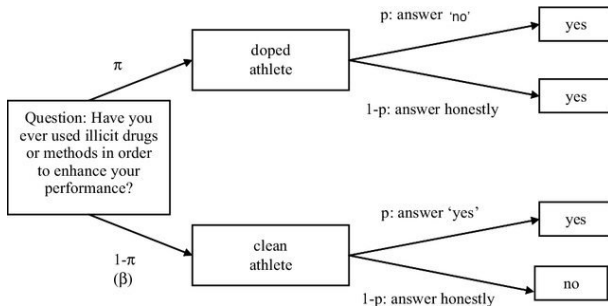 p: answer 'no'
yes
π
doped
athlete
yes
1-p: answer honestly
Question: Have you
ever used illicit drugs
or methods in order
to enhance your
performance?
p: answer ‘yes’
yes
clean
athlete
1-π
(β)
no
1-p: answer honestly